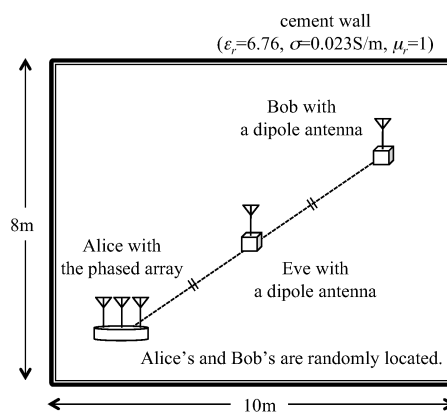 cement wall
(εr=6.76, σ=0.023S/m, μr=1)
Bob with
a dipole antenna
8m
Alice with
the phased array
Eve with
a dipole antenna
Alice's and Bob's are randomly located.
10m